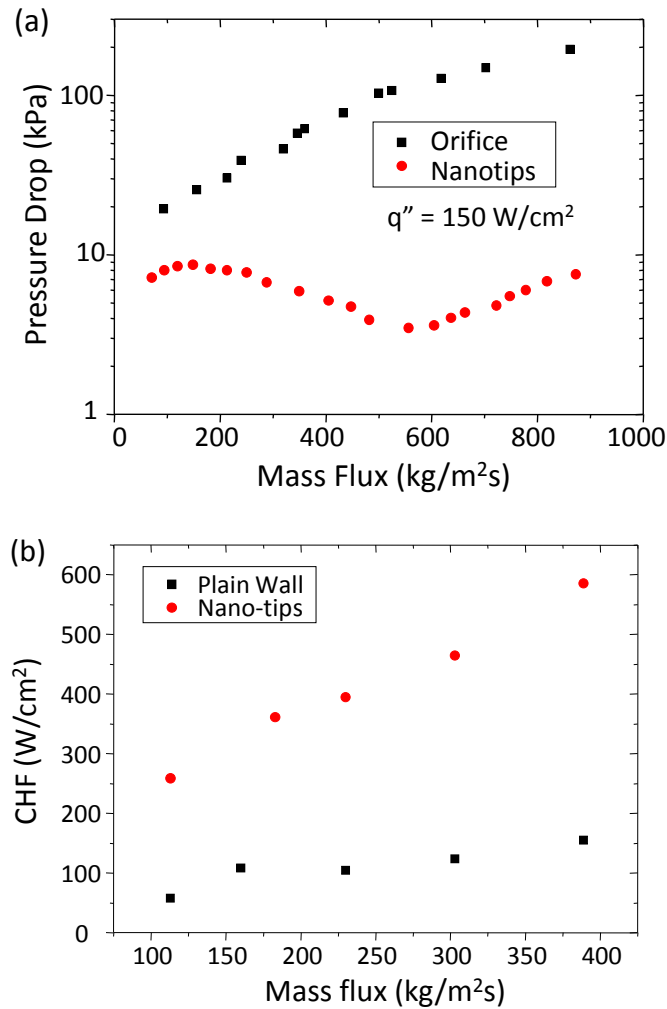 (a)
Pressure Drop (kPa)
100
10
1
Orifice
Nanotips
q” = 150 W/cm²
0 200 400 600 800 1000
Mass Flux (kg/m²s)
(b)
CHF (W/cm²)
600
500
400
300
200
100
0
Plain Wall
Nano-tips
100 150 200 250 300 350 400
Mass flux (kg/m²s)